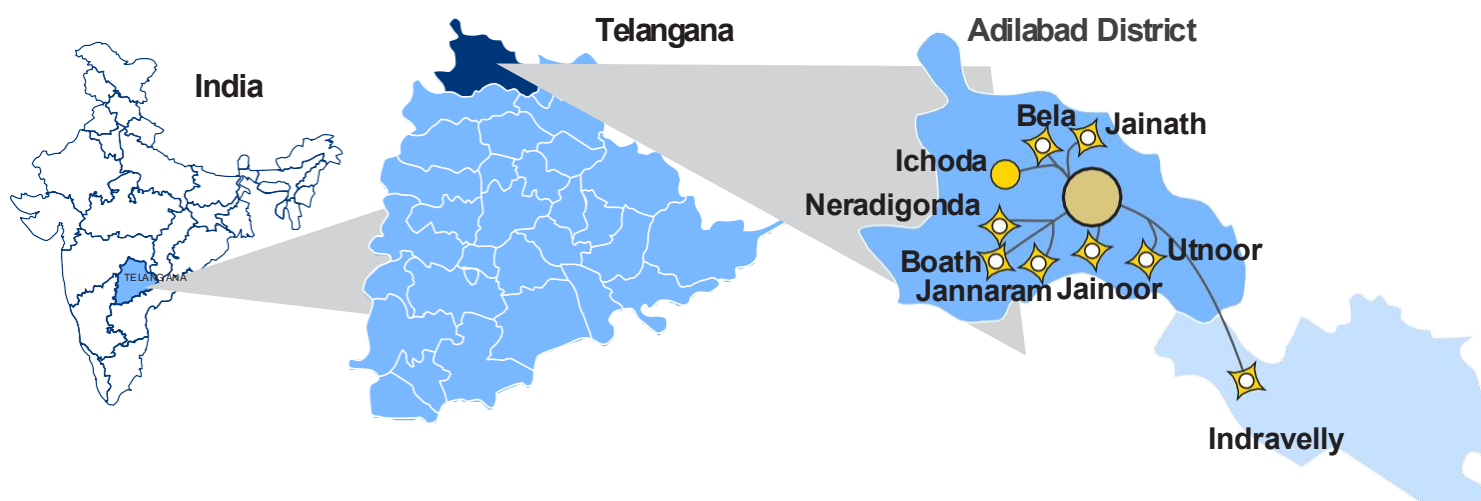 Telangana
Adilabad District
India
Bela
Jainath
Ichoda
Neradigonda
Boath
Utnoor
Jannaram
Jainoor
TELANGANA
Indravelly